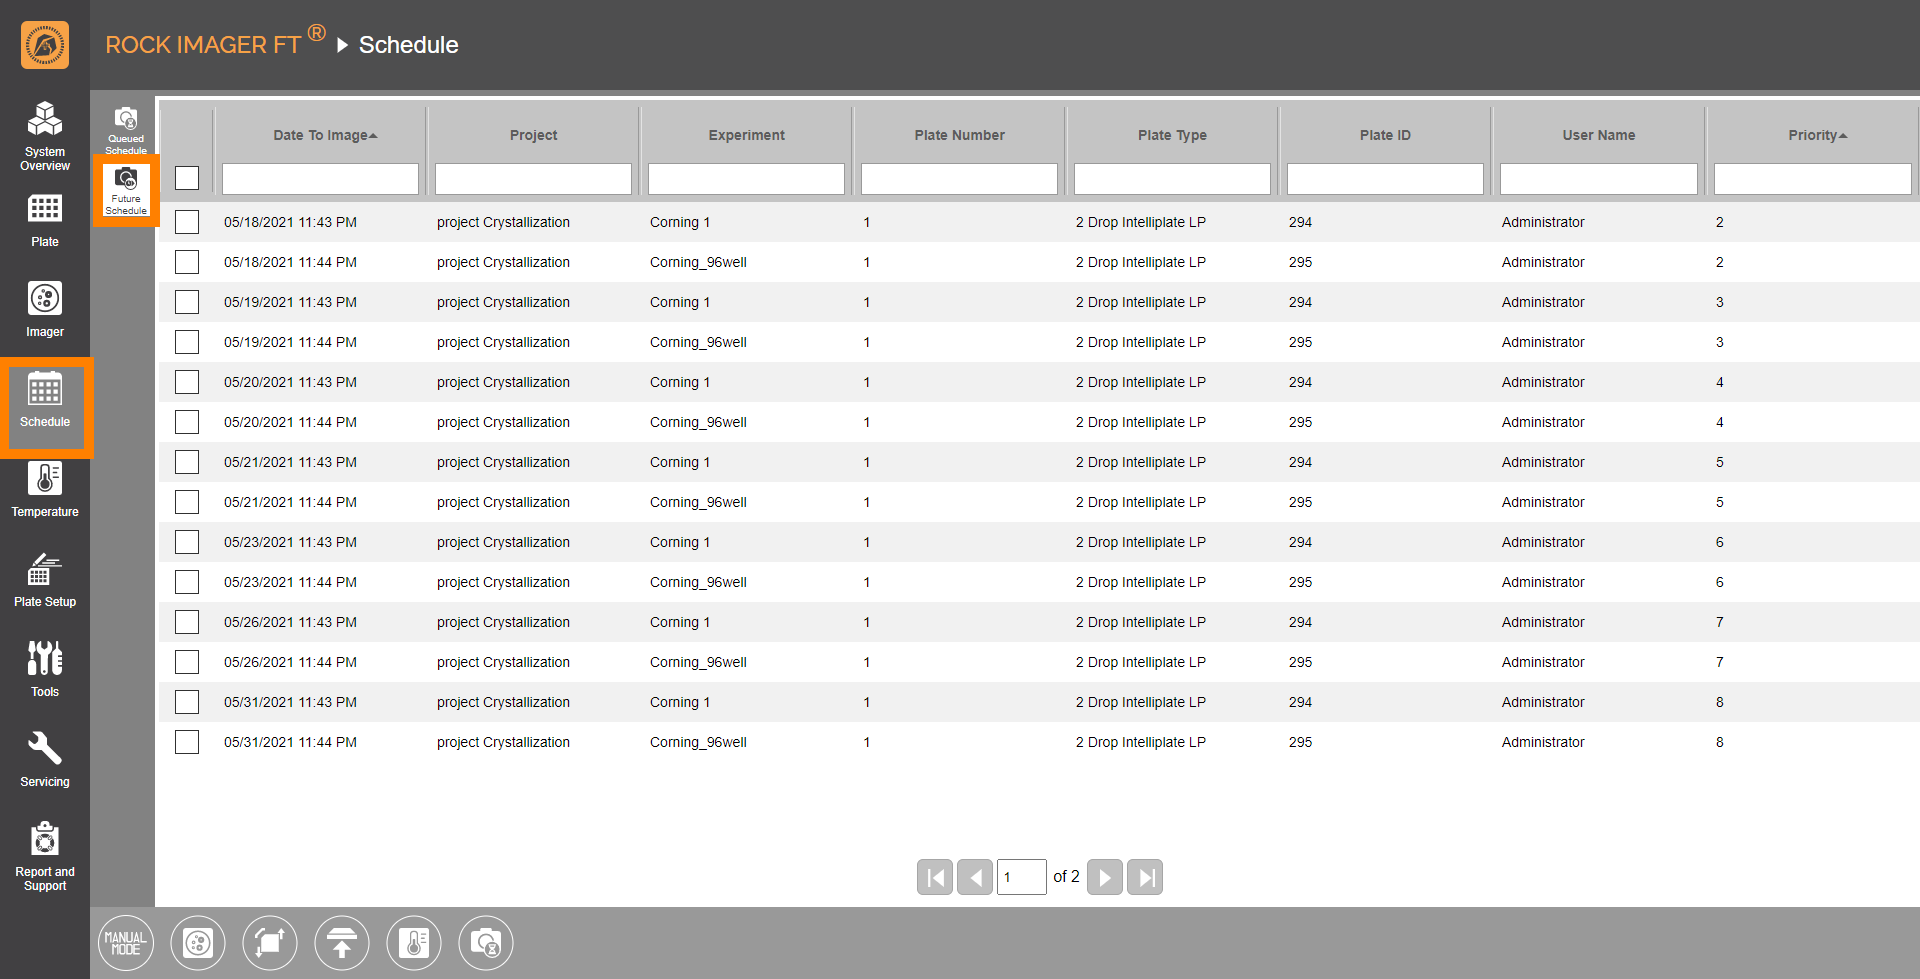 ROCK IMAGER FT ® Schedule
System
Overview
Plate
Imager
Schedule
Temperature
Plate Setup
Tools
Servicing
Report and
Support
Queued
Schedule
Future
Schedule
Date To Image Project Experiment Plate Number Plate Type Plate ID User Name Priority
05/18/2021 11:43 PM project Crystallization Corning 1 1 2 Drop Intelliplate LP 294 Administrator 2
05/18/2021 11:44 PM project Crystallization Corning_96well 1 2 Drop Intelliplate LP 295 Administrator 2
05/19/2021 11:43 PM project Crystallization Corning 1 1 2 Drop Intelliplate LP 294 Administrator 3
05/19/2021 11:44 PM project Crystallization Corning_96well 1 2 Drop Intelliplate LP 295 Administrator 3
05/20/2021 11:43 PM project Crystallization Corning 1 1 2 Drop Intelliplate LP 294 Administrator 4
05/20/2021 11:44 PM project Crystallization Corning_96well 1 2 Drop Intelliplate LP 295 Administrator 4
05/21/2021 11:43 PM project Crystallization Corning 1 1 2 Drop Intelliplate LP 294 Administrator 5
05/21/2021 11:44 PM project Crystallization Corning_96well 1 2 Drop Intelliplate LP 295 Administrator 5
05/23/2021 11:43 PM project Crystallization Corning 1 1 2 Drop Intelliplate LP 294 Administrator 6
05/23/2021 11:44 PM project Crystallization Corning_96well 1 2 Drop Intelliplate LP 295 Administrator 6
05/26/2021 11:43 PM project Crystallization Corning 1 1 2 Drop Intelliplate LP 294 Administrator 7
05/26/2021 11:44 PM project Crystallization Corning_96well 1 2 Drop Intelliplate LP 295 Administrator 7
05/31/2021 11:43 PM project Crystallization Corning 1 1 2 Drop Intelliplate LP 294 Administrator 8
05/31/2021 11:44 PM project Crystallization Corning_96well 1 2 Drop Intelliplate LP 295 Administrator 8
1 of 2
MANUAL
MODE